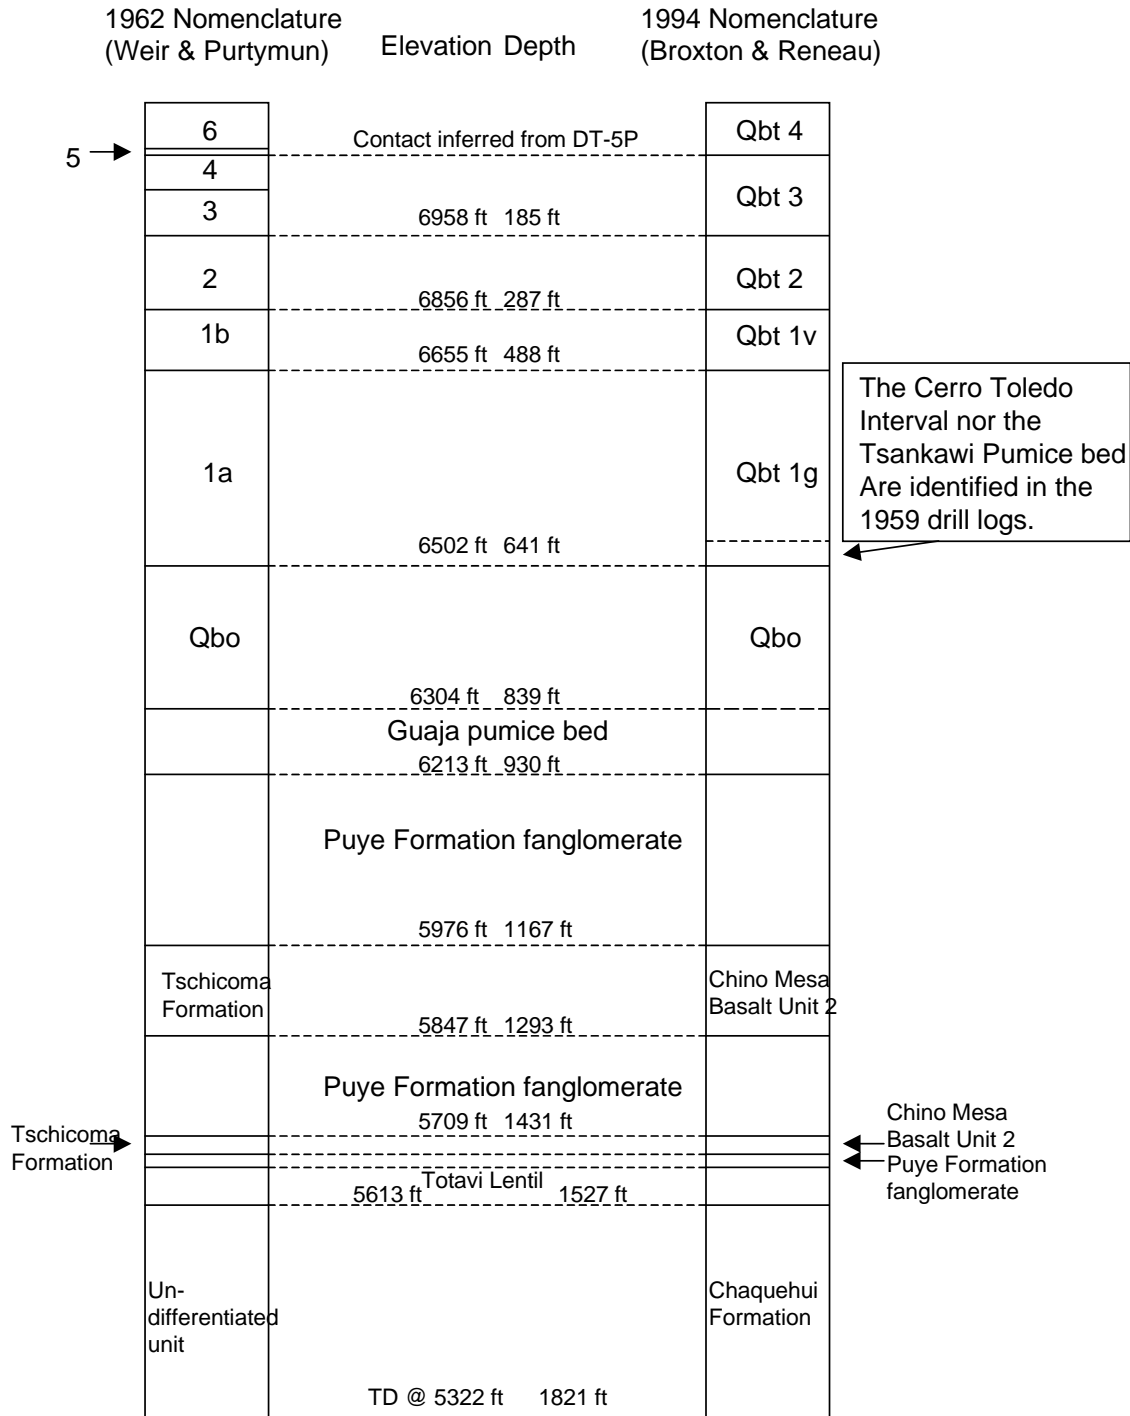 1962 Nomenclature
(Weir & Purtymun)
Elevation Depth
1994 Nomenclature
(Broxton & Reneau)
6
Contact inferred from DT-5P
Qbt 4
5
4
3
6958 ft 185 ft
Qbt 3
2
6856 ft 287 ft
Qbt 2
1b
6655 ft 488 ft
Qbt 1v
The Cerro Toledo
Interval nor the
Tsankawi Pumice bed
Are identified in the
1959 drill logs.
1a
6502 ft 641 ft
Qbt 1g
Qbo
Qbo
6304 ft 839 ft
Guaja pumice bed
6213 ft 930 ft
Puye Formation fanglomerate
5976 ft 1167 ft
Tschicoma
Formation
Chino Mesa
Basalt Unit 2
5847 ft 1293 ft
Puye Formation fanglomerate
5709 ft 1431 ft
Tschicoma
Formation
Chino Mesa
Basalt Unit 2
Puye Formation
fanglomerate
Totavi Lentil
5613 ft 1527 ft
Un-
differentiated
unit
Chaquehui
Formation
TD @ 5322 ft 1821 ft